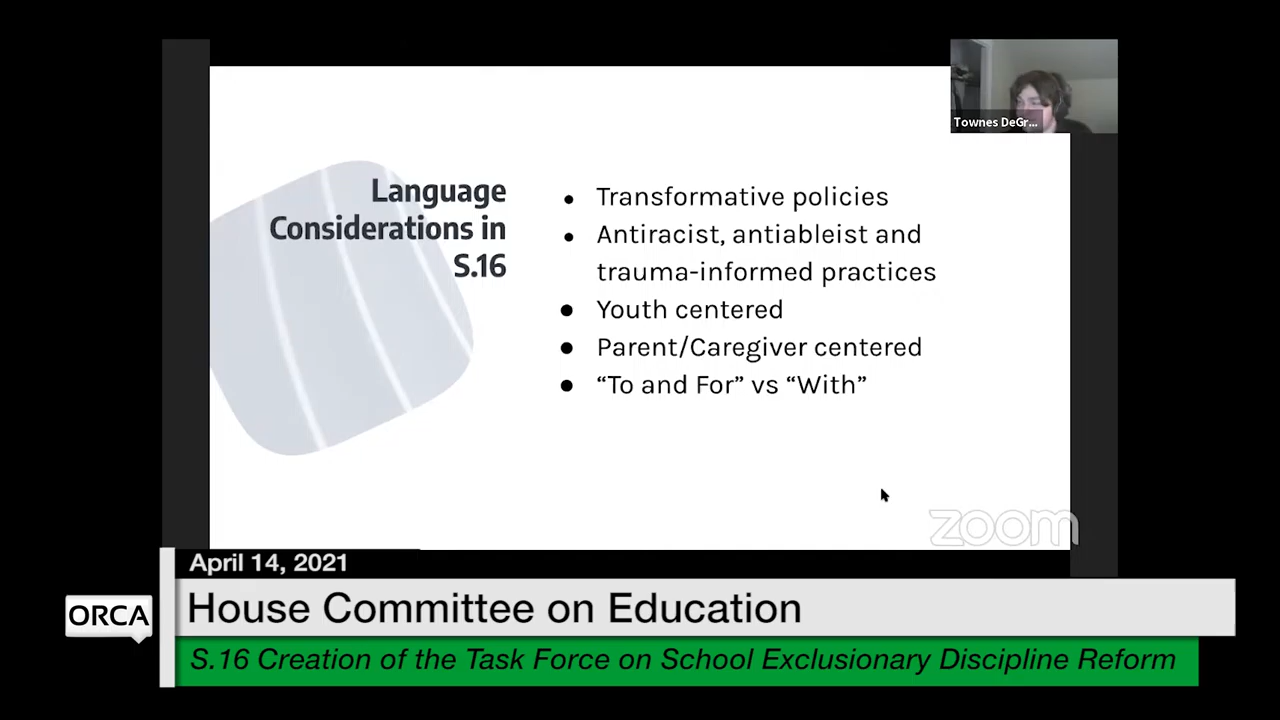 Townes DeGr...
Language
Considerations in
S.16
• Transformative policies
• Antiracist, antiableist and
trauma-informed practices
• Youth centered
• Parent/Caregiver centered
• “To and For” vs “With”
zoom
April 14, 2021
ORCA
House Committee on Education
S.16 Creation of the Task Force on School Exclusionary Discipline Reform